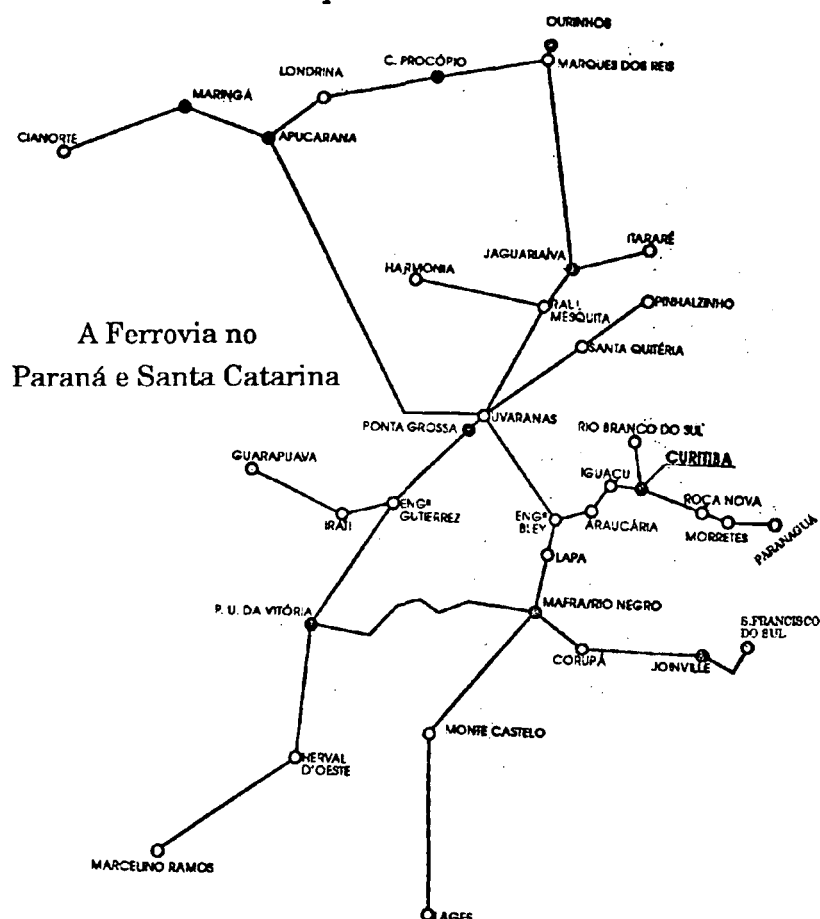 OURINHOS
MARQUES DOS REIS
C. PROCÓPIO
LONDRINA
MARINGÁ
CIANORTE
APUCARANA
ITARARÉ
JAGUARIAÍVA
HARMONIA
RAUL
MESQUITA
PINHALZINHO
A Ferrovia no
Paraná e Santa Catarina
SANTA QUITÉRIA
UVARANAS
PONTA GROSSA
RIO BRANCO DO SUL
CURITIBA
GUARAPUAVA
IGUAÇU
ROÇA NOVA
ENGº
GUTIERREZ
IRATI
ENGº
BLEY
ARAUCÁRIA
MORRETES
PARANAGUÁ
LAPA
P. U. DA VITÓRIA
MAFRA/RIO NEGRO
S.FRANCISCO
DO SUL
CORUPÁ
JOINVILLE
MONTE CASTELO
HERVAL
D'OESTE
MARCELINO RAMOS
LAGES